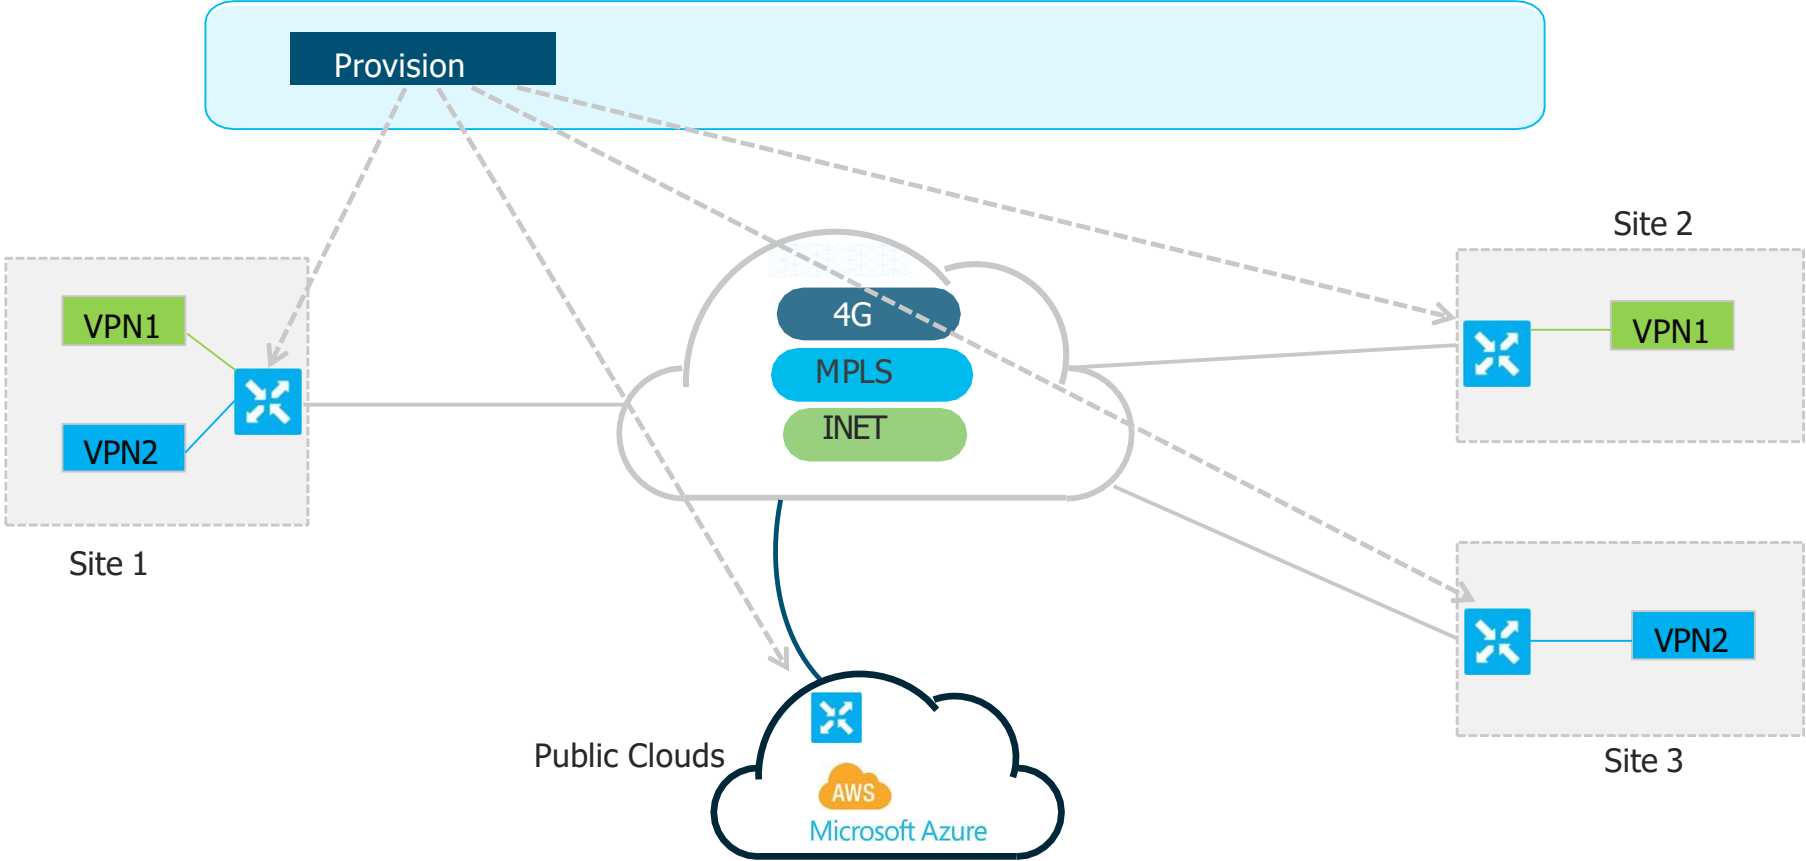 Provision
Site 2
4G
VPN1
VPN1
MPLS
INET
VPN2
Site 1
VPN2
Public Clouds
Site 3
AWS
Microsoft Azure